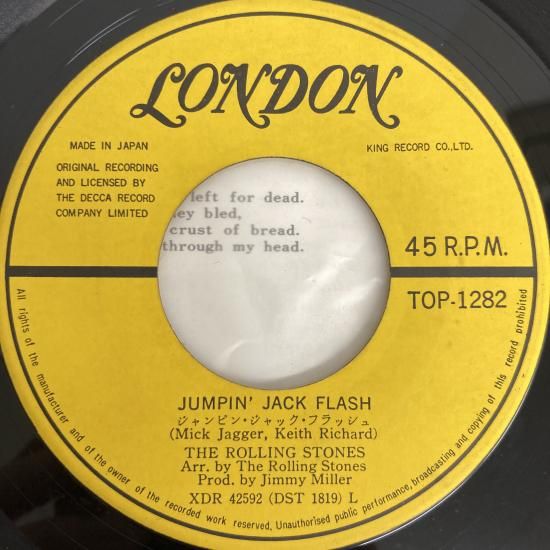 LONDON
MADE IN JAPAN
KING RECORD CO.,LTD.
ORIGINAL RECORDING
AND LICENSED BY
THE DECCA RECORD
COMPANY LIMITED
left for dead.
ey bled,
crust of bread.
through my head.
45 R.P.M.
TOP-1282
JUMPIN' JACK FLASH
ジャンピン・ジャック・フラッシュ
(Mick Jagger, Keith Richard)
THE ROLLING STONES
Arr. by The Rolling Stones
Prod. by Jimmy Miller
XDR 42592 (DST 1819) L
All rights of the manufacturer and of the owner of the recorded work reserved. Unauthorised public performance, broadcasting and copying of this record prohibited